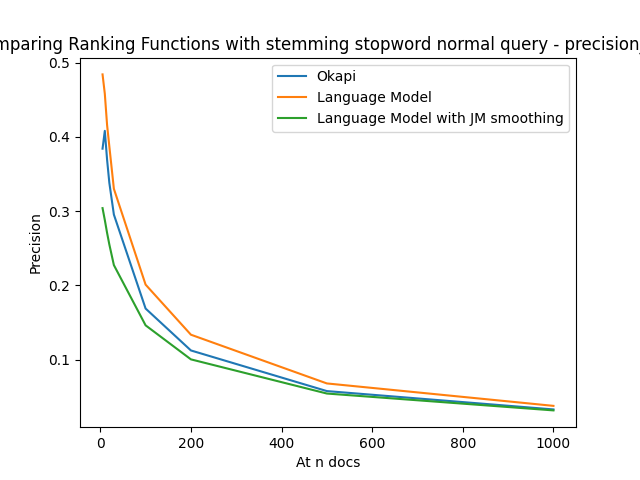 mparing Ranking Functions with stemming stopword normal query - precision
Okapi
Language Model
Language Model with JM smoothing
Precision
0.5
0.4
0.3
0.2
0.1
0
200
400
600
800
1000
At n docs